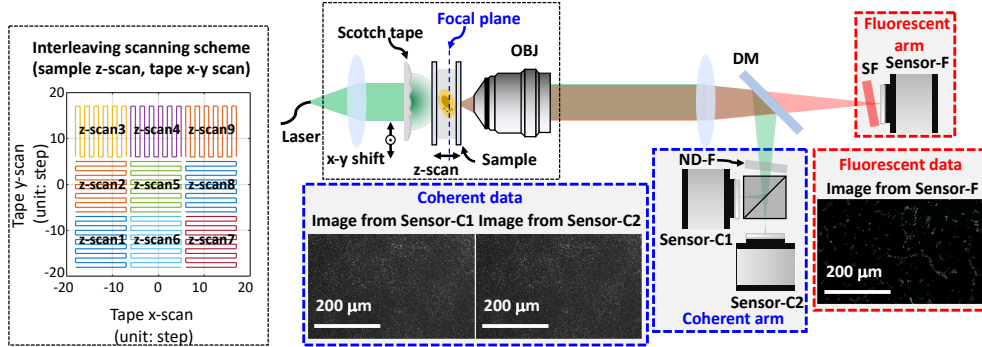 Interleaving scanning scheme
(sample z-scan, tape x-y scan)
20
10
0
-10
-20
Tape y-scan
(unit: step)
z-scan3
z-scan4
z-scan9
z-scan2
z-scan5
z-scan8
z-scan1
z-scan6
z-scan7
-20
-10
0
10
20
Tape x-scan
(unit: step)
Focal plane
Scotch tape
OBJ
Laser
x-y shift
z-scan
Sample
DM
Fluorescent
arm
SF
Sensor-F
ND-F
Sensor-C1
Sensor-C2
Coherent arm
Coherent data
Image from Sensor-C1
Image from Sensor-C2
200 µm
200 µm
Fluorescent data
Image from Sensor-F
200 µm